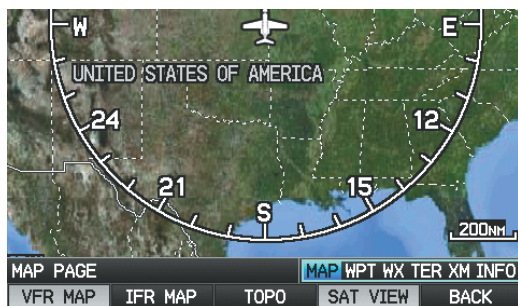 W E
UNITED STATES OF AMERICA
24 12
21 15
S
200NM
MAP PAGE MAP WPT WX TER XM INFO
VFR MAP IFR MAP TOPO SAT VIEW BACK